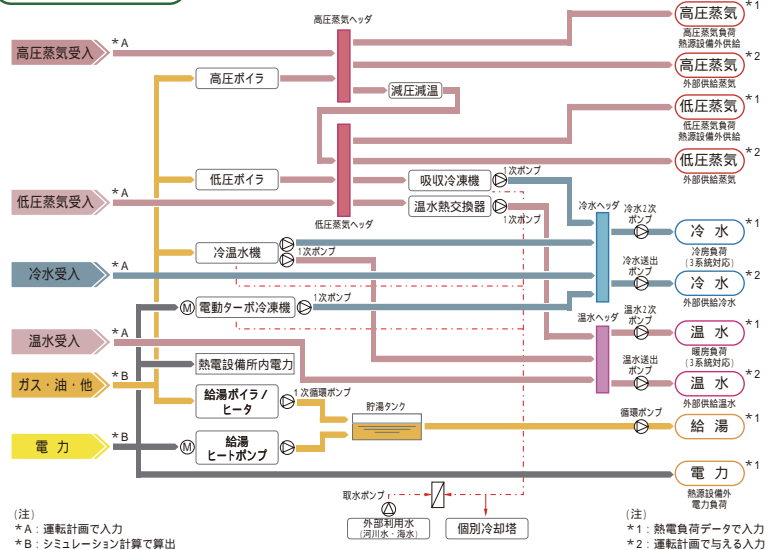 高圧蒸気ヘッダ
高圧蒸気 *1
高圧蒸気負荷
熱源設備外供給
高圧蒸気受入 *A
高圧ボイラ
減圧減温
高圧蒸気 *2
外部供給蒸気
低圧蒸気 *1
低圧蒸気負荷
熱源設備外供給
低圧蒸気 *2
外部供給蒸気
低圧ボイラ
吸収冷凍機
1次ポンプ
低圧蒸気受入 *A
温水熱交換器
1次ポンプ
低圧蒸気ヘッダ
冷水ヘッダ
冷水2次
ポンプ
冷 水 *1
冷房負荷
(3系統対応)
冷温水機
1次ポンプ
冷水受入 *A
冷水送出
ポンプ
冷 水 *2
外部供給冷水
M 電動ターボ冷凍機
1次ポンプ
温水ヘッダ
温水2次
ポンプ
温 水 *1
暖房負荷
(3系統対応)
温水受入 *A
熱電設備所内電力
温水送出
ポンプ
温 水 *2
外部供給温水
ガス・油・他 *B
給湯ボイラ/
ヒータ
1次循環ポンプ
貯湯タンク
循環ポンプ
給 湯 *1
電 力 *B
M 給湯
ヒートポンプ
電 力 *1
熱源設備外
電力負荷
取水ポンプ
外部利用水
(河川水・海水)
個別冷却塔
(注)
*A:運転計画で入力
*B:シミュレーション計算で算出
(注)
*1:熱電負荷データで入力
*2:運転計画で与える入力